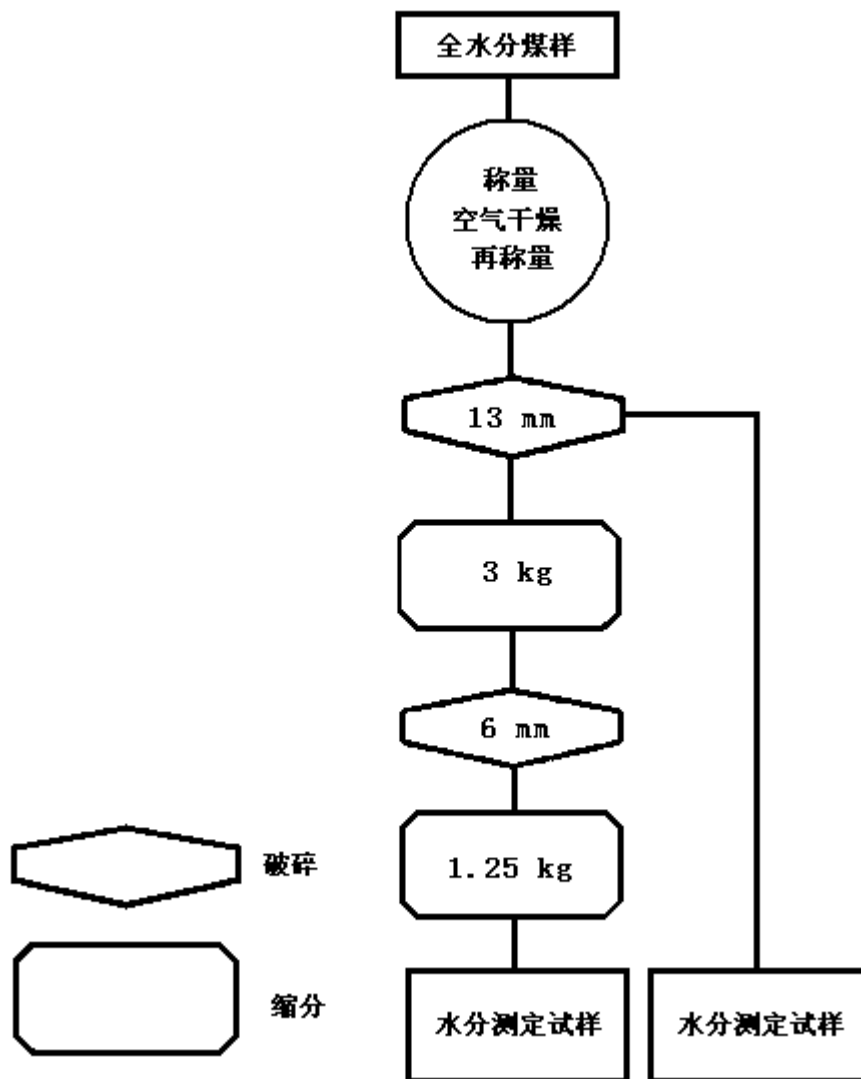 全水分煤样
称量
空气干燥
再称量
13 mm
3 kg
6 mm
1.25 kg
破碎
缩分
水分测定试样
水分测定试样